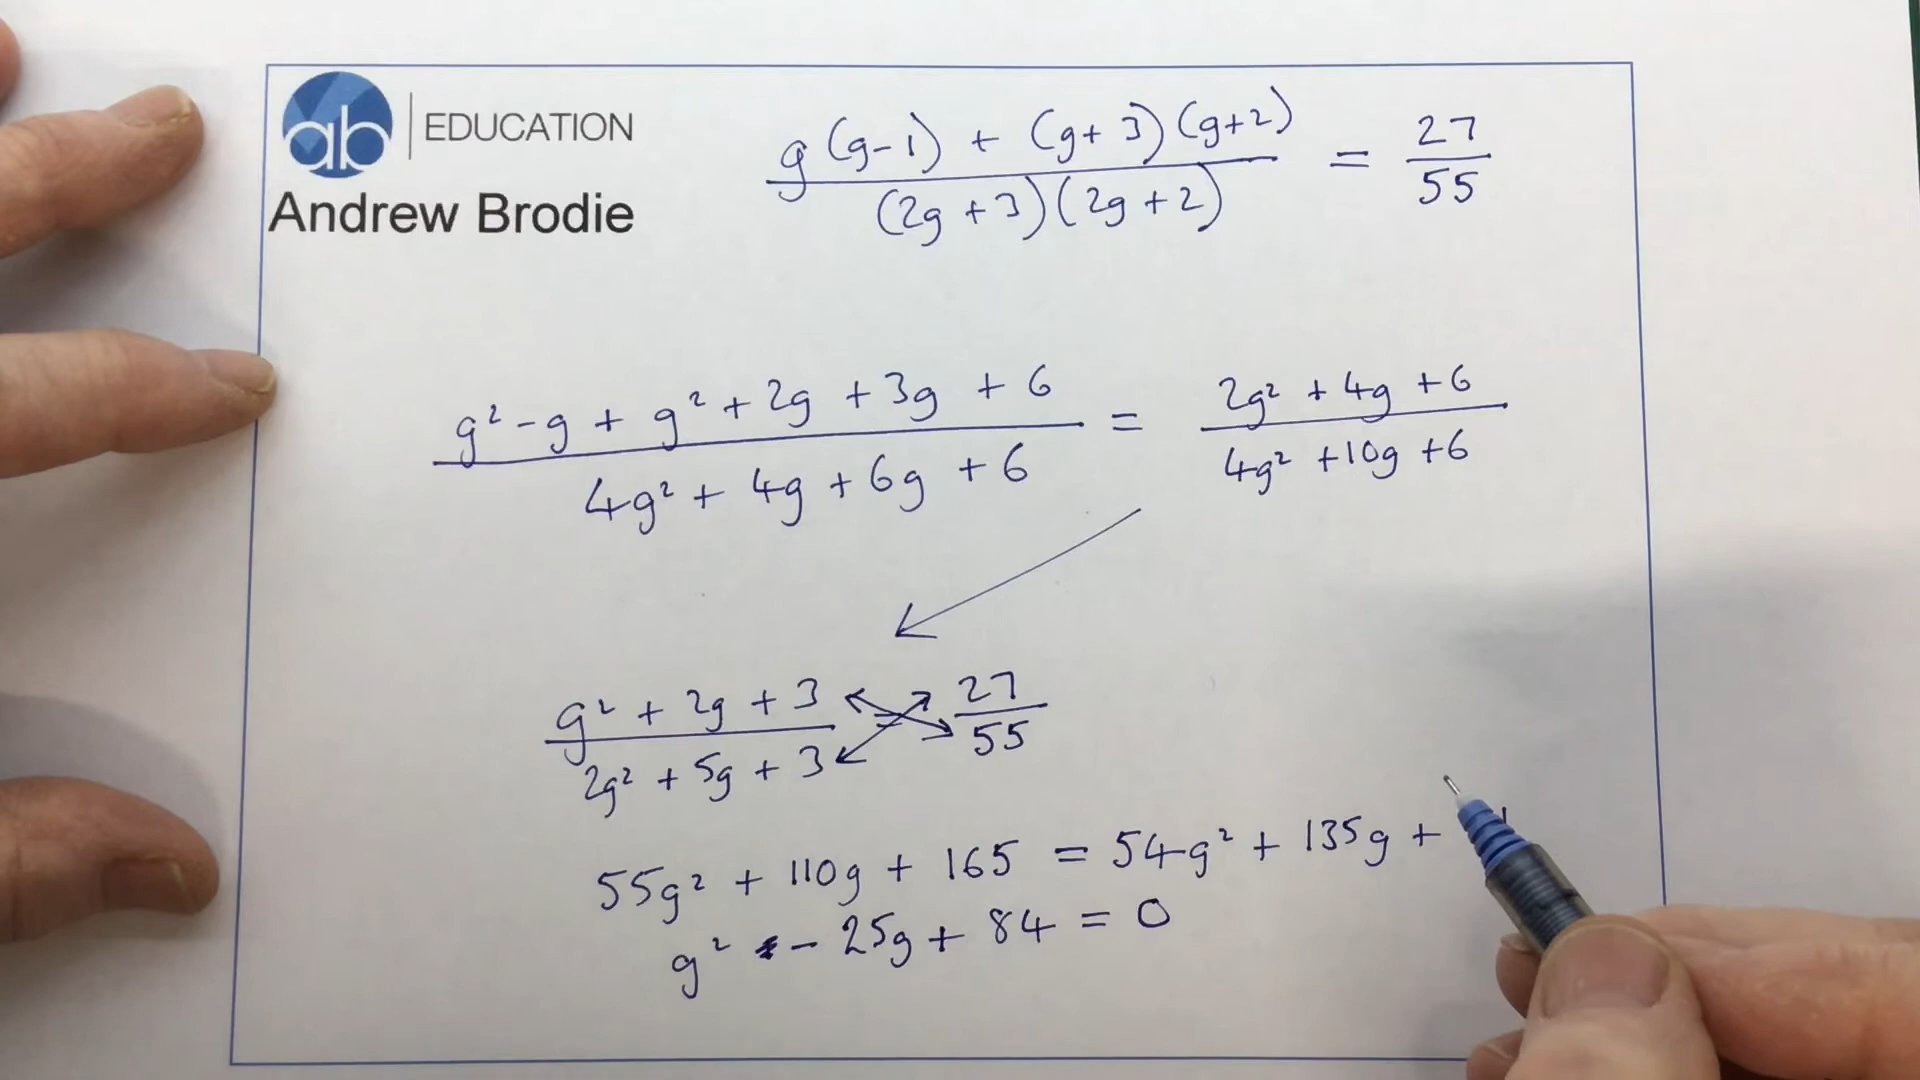 ab EDUCATION
Andrew Brodie
g(g-1) + (g+3)(g+2) / (2g+3)(2g+2) = 27/55
g² - g + g² + 2g + 3g + 6 / 4g² + 4g + 6g + 6 = 2g² + 4g + 6 / 4g² + 10g + 6
g² + 2g + 3 / 2g² + 5g + 3 = 27/55
55g² + 110g + 165 = 54g² + 135g +
g² - 25g + 84 = 0